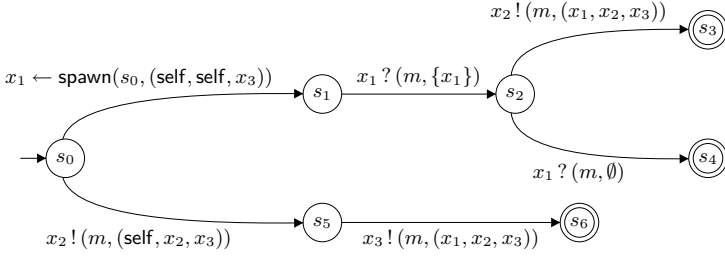 x₂ ! (m, (x₁, x₂, x₃))
s₃
x₁ ← spawn(s₀, (self, self, x₃))
s₁
x₁ ? (m, {x₁})
s₂
s₀
x₁ ? (m, ∅)
s₄
x₂ ! (m, (self, x₂, x₃))
s₅
x₃ ! (m, (x₁, x₂, x₃))
s₆